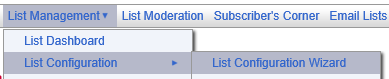 List Management List Moderation Subscriber's Corner Email Lists
List Dashboard
List Configuration List Configuration Wizard